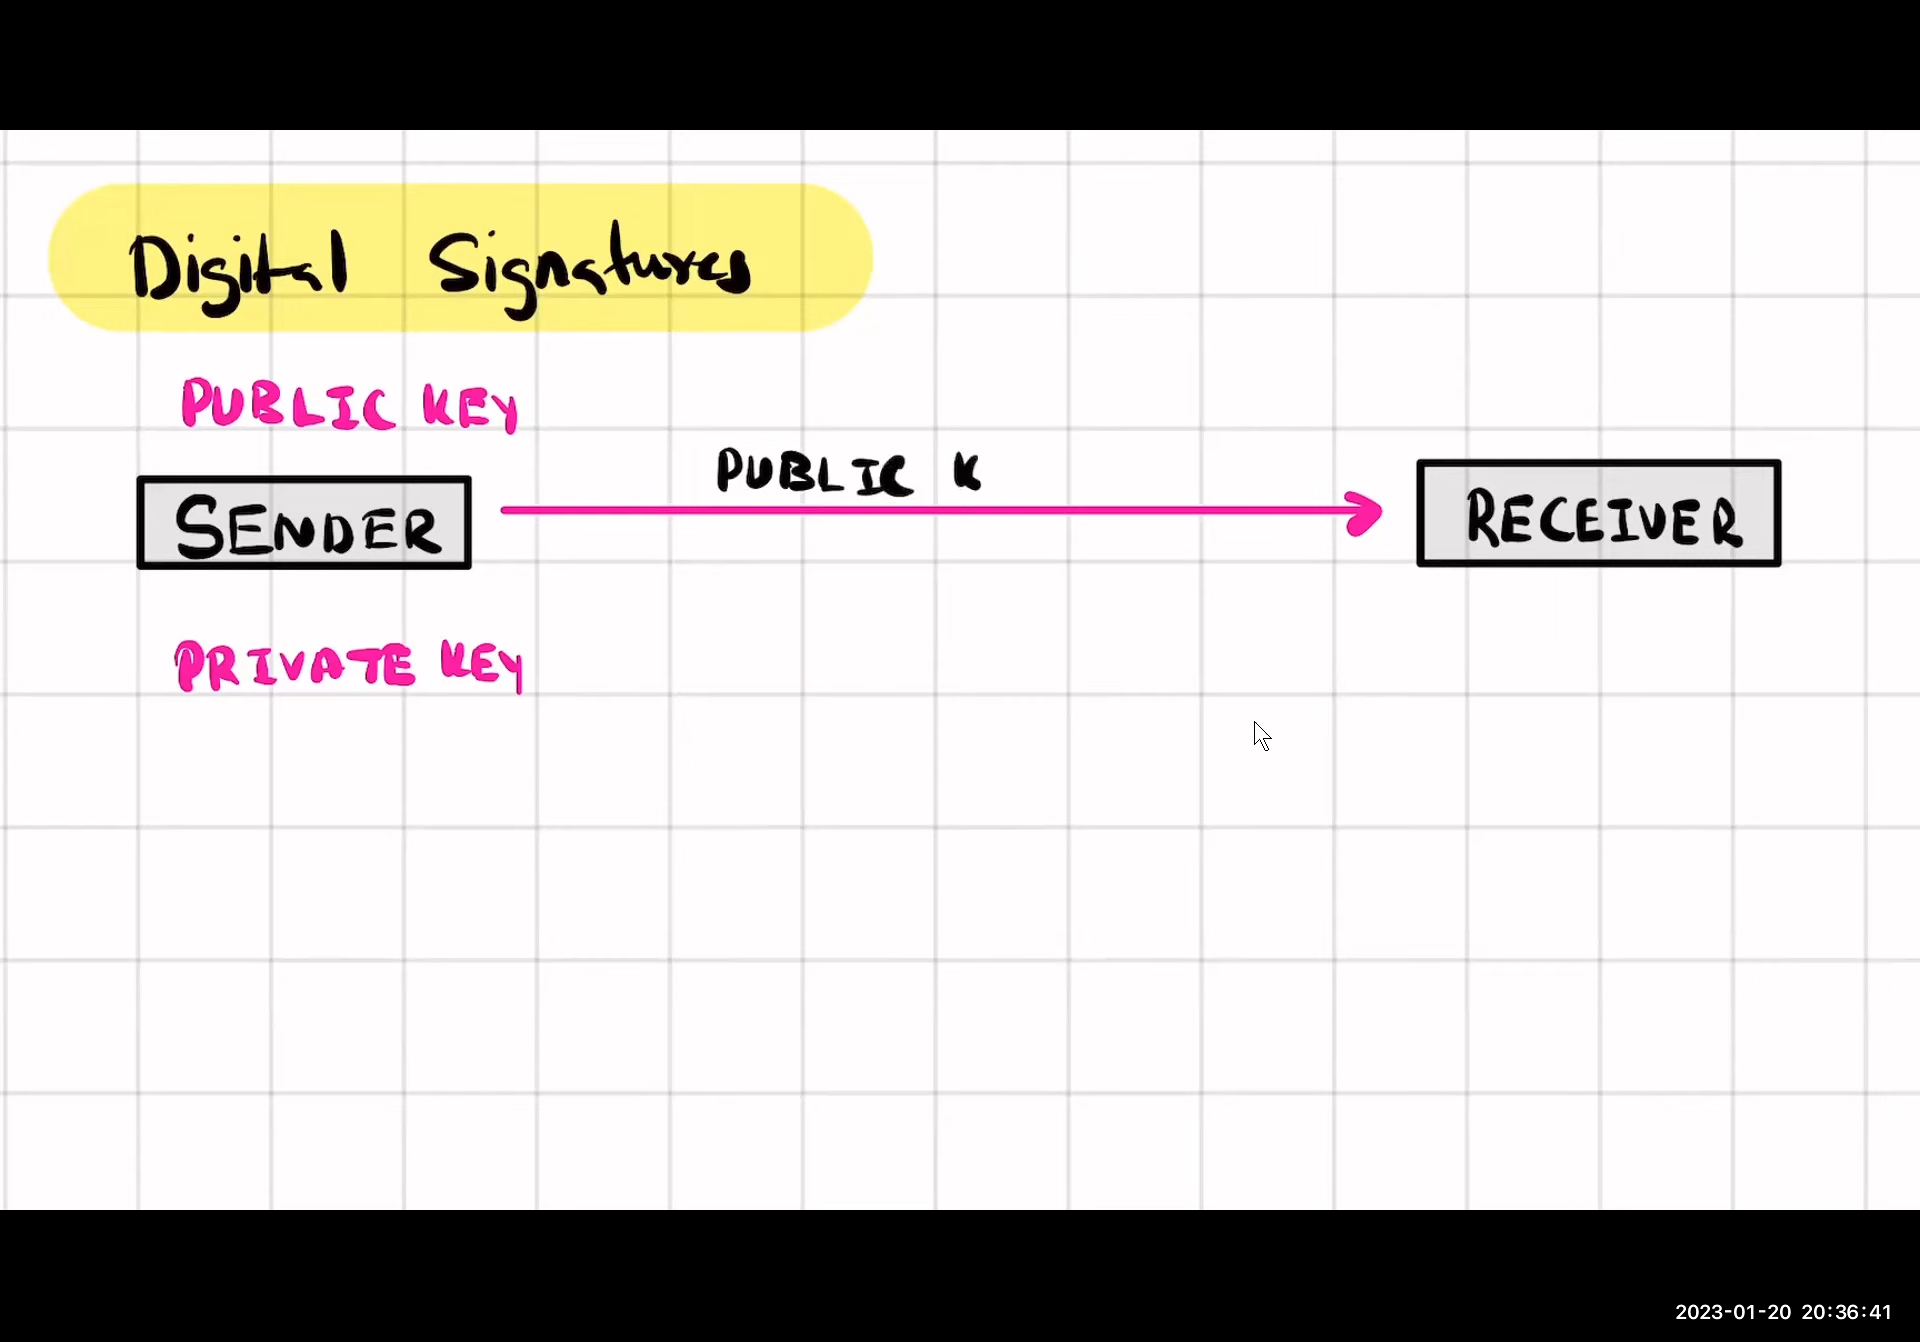 Digital Signatures
PUBLIC KEY
PUBLIC K
SENDER
RECEIVER
PRIVATE KEY
2023-01-20 20:36:41